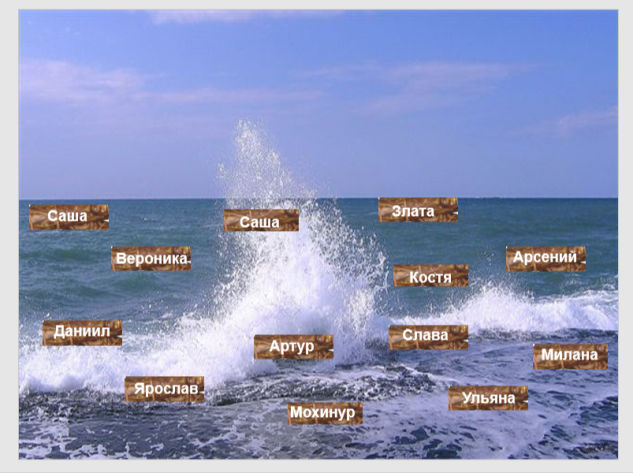 Саша
Саша
Злата
Вероника
Арсений
Костя
Даниил
Слава
Артур
Милана
Ярослав
Ульяна
Мохинур